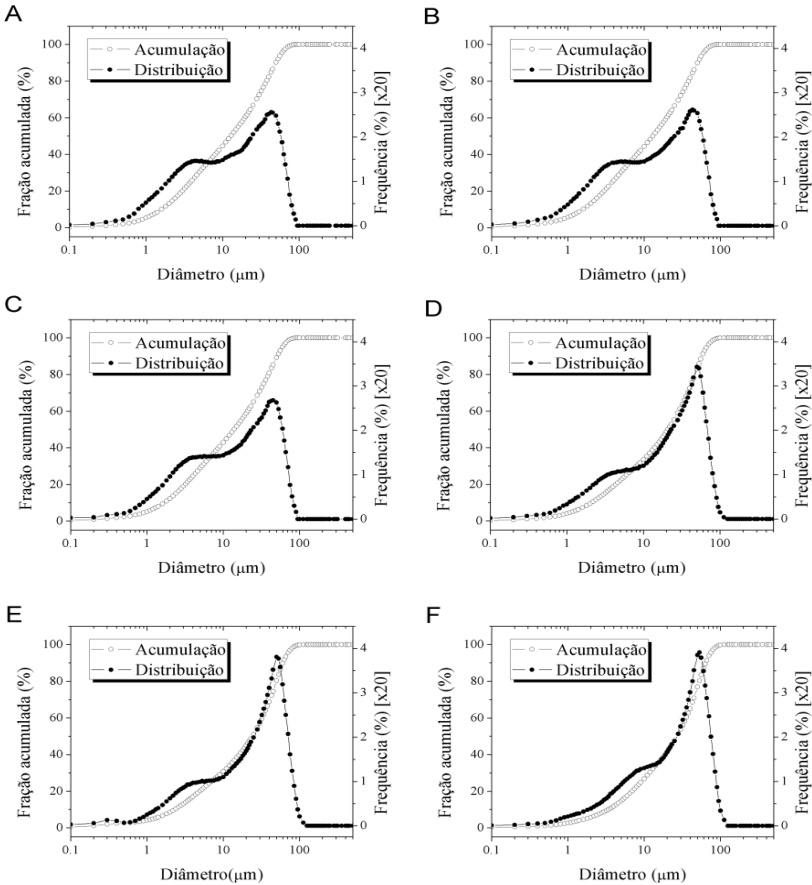 A
Acumulação
Distribuição
Fração acumulada (%)
100
80
60
40
20
0
Frequência (%) [x20]
4
3
2
1
0
0.1 1 10 100
Diâmetro (μm)
B
Acumulação
Distribuição
Fração acumulada (%)
100
80
60
40
20
0
Frequência (%) [x20]
4
3
2
1
0
0.1 1 10 100
Diâmetro (μm)
C
Acumulação
Distribuição
Fração acumulada (%)
100
80
60
40
20
0
Frequência (%) [x20]
4
3
2
1
0
0.1 1 10 100
Diâmetro (μm)
D
Acumulação
Distribuição
Fração acumulada (%)
100
80
60
40
20
0
Frequência (%) [x20]
4
3
2
1
0
0.1 1 10 100
Diâmetro (μm)
E
Acumulação
Distribuição
Fração acumulada (%)
100
80
60
40
20
0
Frequência (%) [x20]
4
3
2
1
0
0.1 1 10 100
Diâmetro(μm)
F
Acumulação
Distribuição
Fração acumulada (%)
100
80
60
40
20
0
Frequência (%) [x20]
4
3
2
1
0
0.1 1 10 100
Diâmetro (μm)